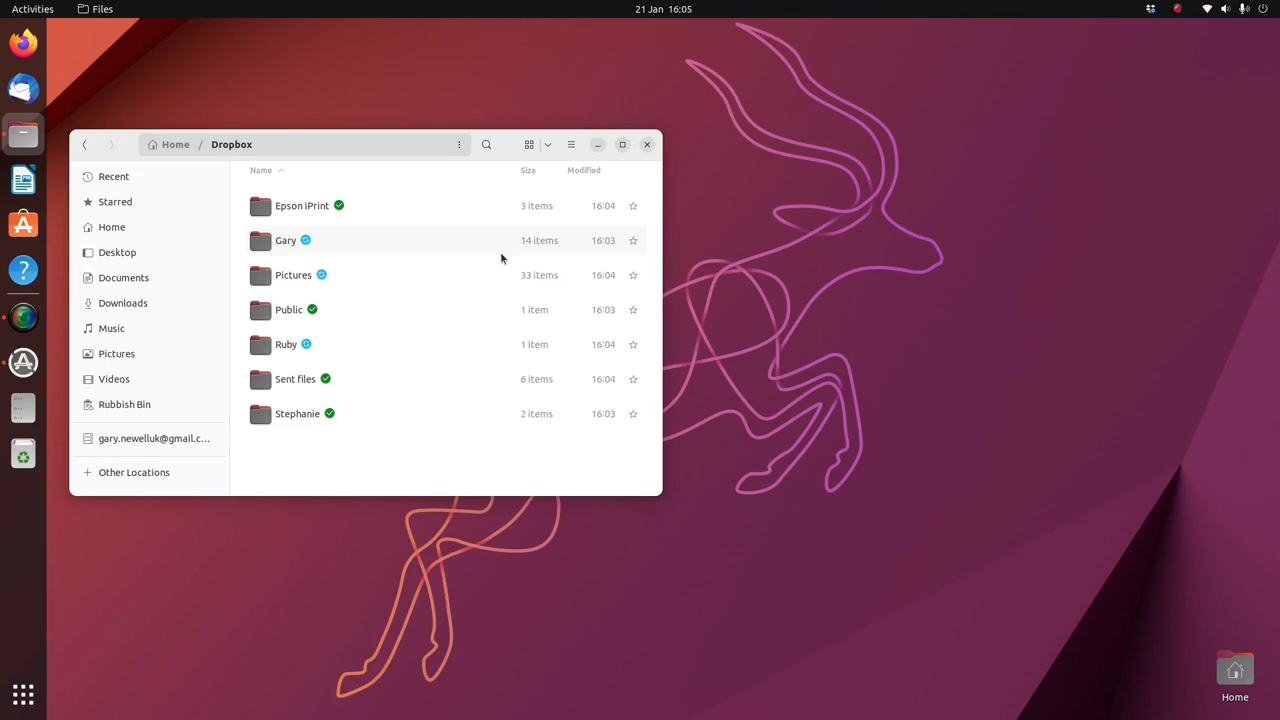 Activities Files 21 Jan 16:05
Home / Dropbox
Name Size Modified
Recent
Starred
Home
Desktop
Documents
Downloads
Music
Pictures
Videos
Rubbish Bin
gary.newelluk@gmail.c...
Other Locations
Epson iPrint 3 items 16:04
Gary 14 items 16:03
Pictures 33 items 16:04
Public 1 item 16:03
Ruby 1 item 16:04
Sent files 6 items 16:04
Stephanie 2 items 16:03
Home